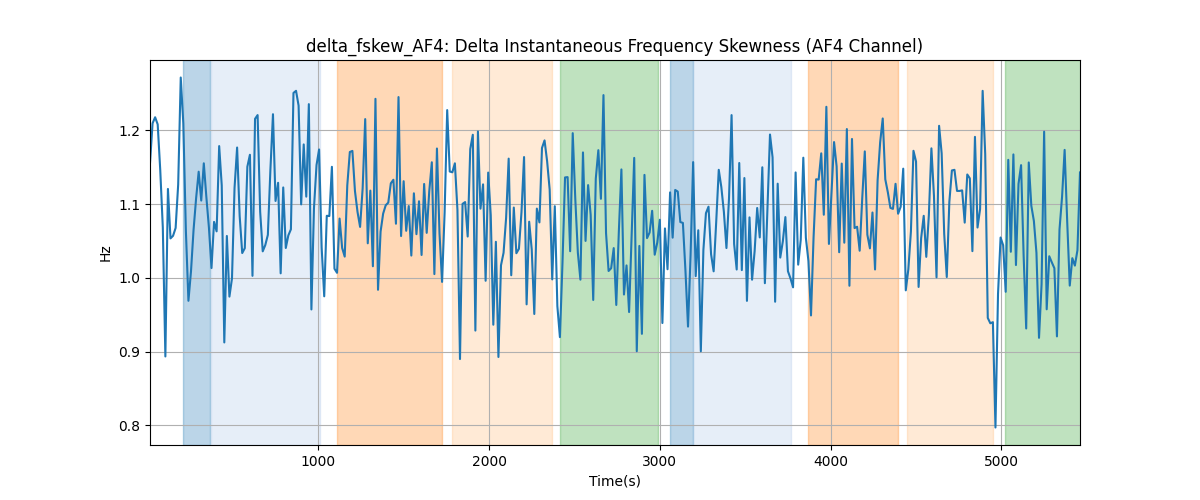 delta_fskew_AF4: Delta Instantaneous Frequency Skewness (AF4 Channel)
Hz
1.2
1.1
1.0
0.9
0.8
1000 2000 3000 4000 5000
Time(s)